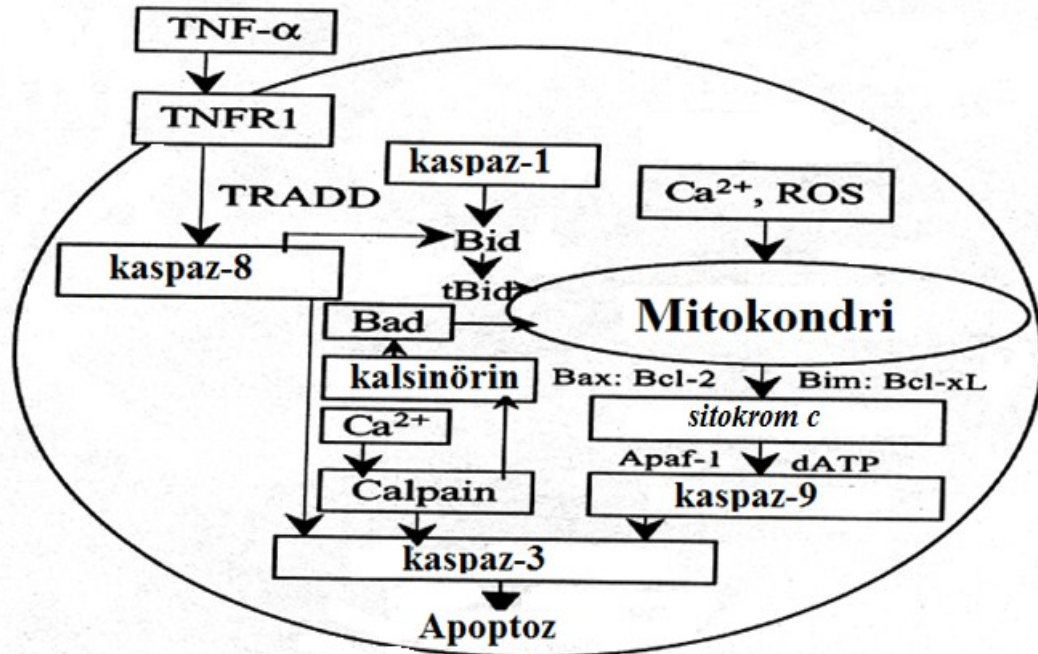 TNF-α
TNFR1
TRADD
kaspaz-1
Ca²⁺, ROS
kaspaz-8
Bid
tBid
Bad
Mitokondri
kalsinörin
Bax: Bcl-2
Bim: Bcl-xL
Ca²⁺
sitokrom c
Apaf-1
dATP
Calpain
kaspaz-9
kaspaz-3
Apoptoz